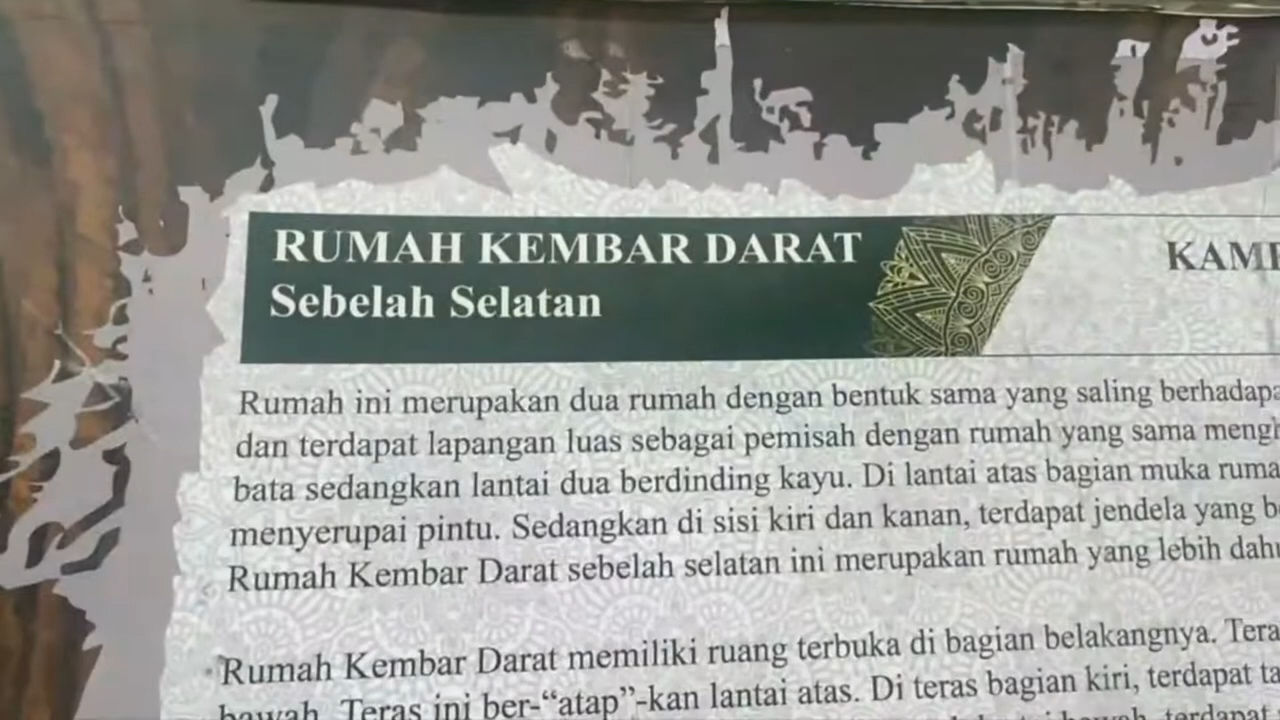 RUMAH KEMBAR DARAT
Sebelah Selatan
Rumah ini merupakan dua rumah dengan bentuk sama yang saling
dan terdapat lapangan luas sebagai pemisah dengan rumah yang sama
bata sedangkan lantai dua berdinding kayu. Di lantai atas bagian muka
menyerupai pintu. Sedangkan di sisi kiri dan kanan, terdapat jendela yang
Rumah Kembar Darat sebelah selatan ini merupakan rumah yang lebih
Rumah Kembar Darat memiliki ruang terbuka di bagian belakangnya.
bawah. Teras ini ber-“atap”-kan lantai atas. Di teras bagian kiri, terdapat